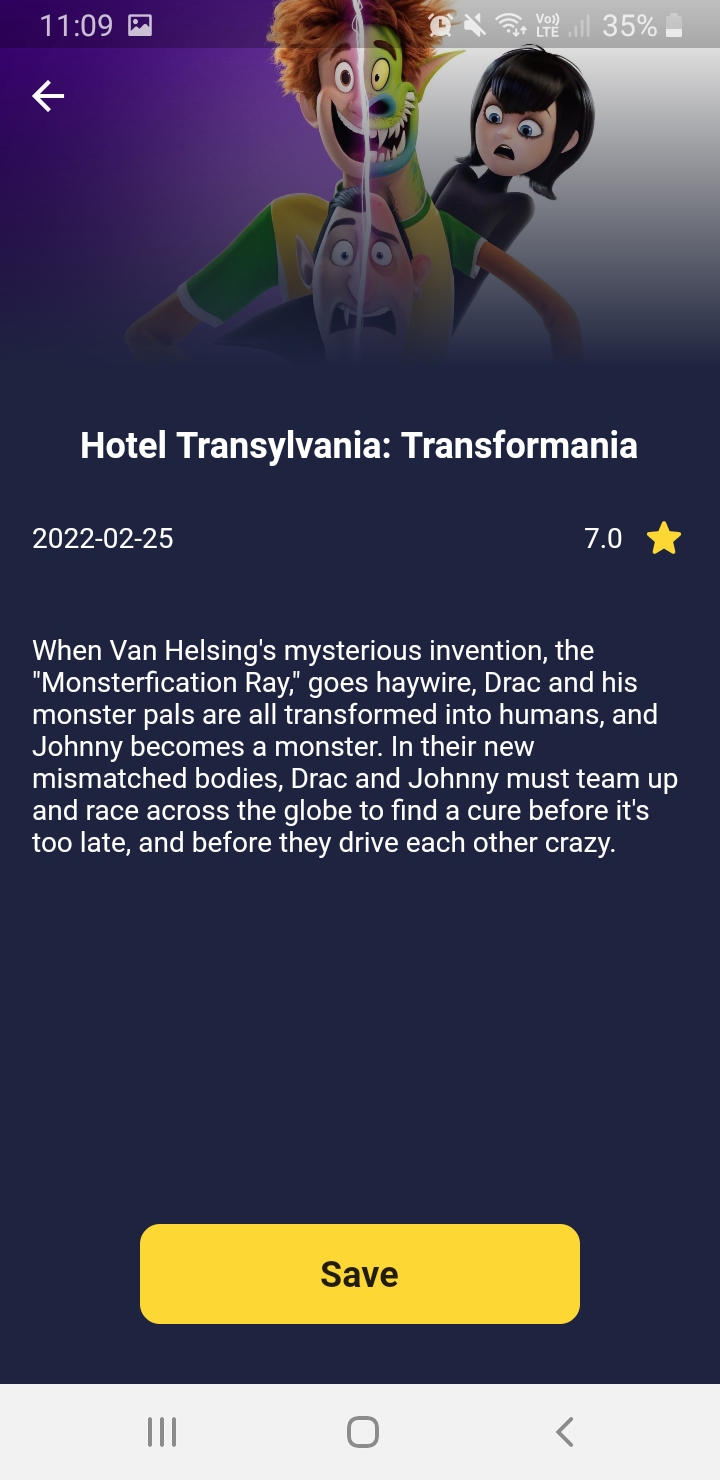 11:09 Vo) LTE 35%
Hotel Transylvania: Transformania
2022-02-25 7.0
When Van Helsing's mysterious invention, the
"Monsterfication Ray," goes haywire, Drac and his
monster pals are all transformed into humans, and
Johnny becomes a monster. In their new
mismatched bodies, Drac and Johnny must team up
and race across the globe to find a cure before it's
too late, and before they drive each other crazy.
Save